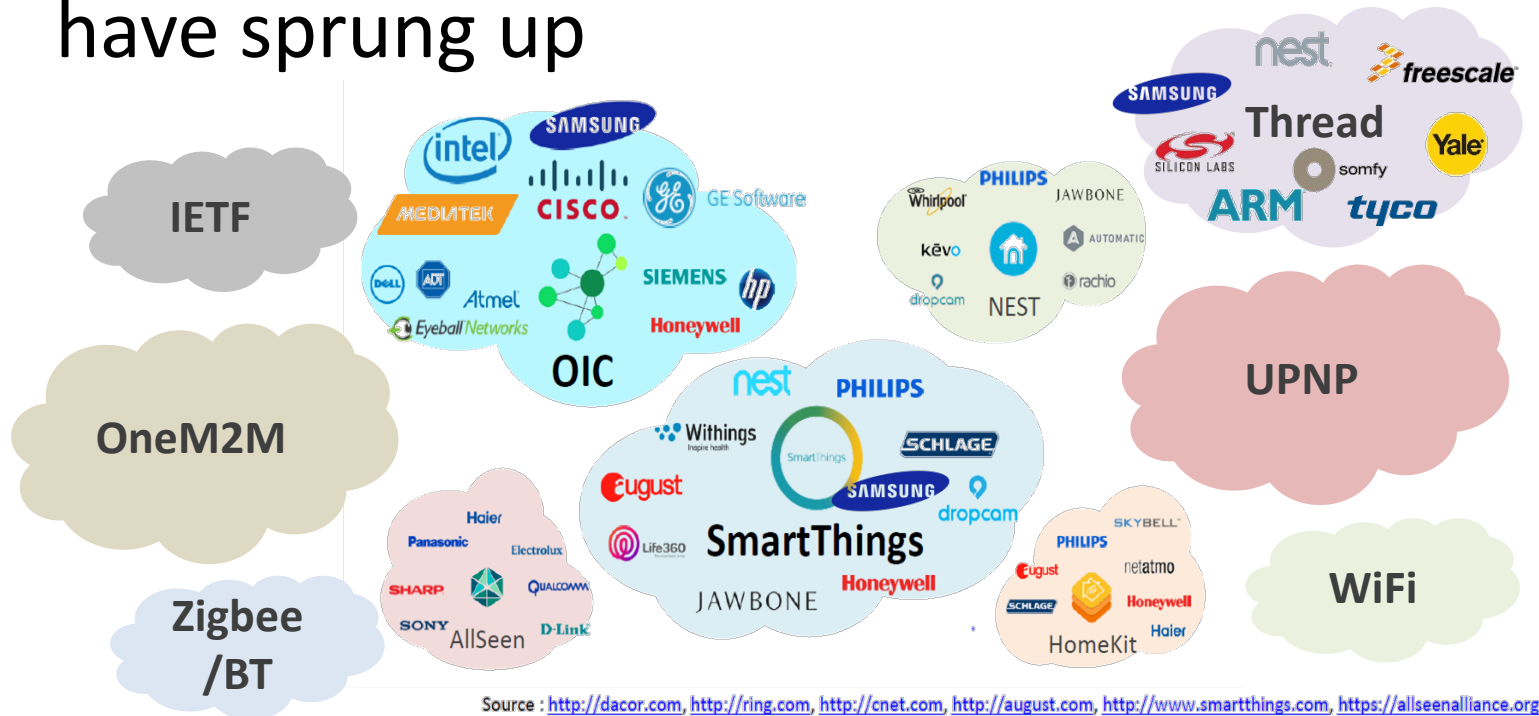 have sprung up
nest
freescale
SAMSUNG
Thread
Yale
SILICON LABS
somfy
ARM
tyco
IETF
intel
SAMSUNG
MEDIATEK
CISCO
GE
GE Software
DELL
ADT
Atmel
SIEMENS
hp
Eyeball Networks
Honeywell
OIC
PHILIPS
Whirlpool
JAWBONE
kēvo
A AUTOMATIC
dropcam
rachio
NEST
UPNP
OneM2M
nest
PHILIPS
Withings
Inspire health
SmartThings
SCHLAGE
august
SAMSUNG
dropcam
Life360
SmartThings
Honeywell
JAWBONE
Haier
Panasonic
Electrolux
SHARP
QUALCOMM
SONY
D-Link
AllSeen
SKYBELL
PHILIPS
august
netatmo
SCHLAGE
Honeywell
Haier
HomeKit
WiFi
Zigbee
/BT
Source : http://dacor.com, http://ring.com, http://cnet.com, http://august.com, http://www.smartthings.com, https://allseenalliance.org